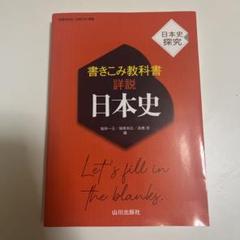 日本史
探究
書きこみ教科書
詳説
日本史
編
Let's fill in
the blanks.
山川出版社